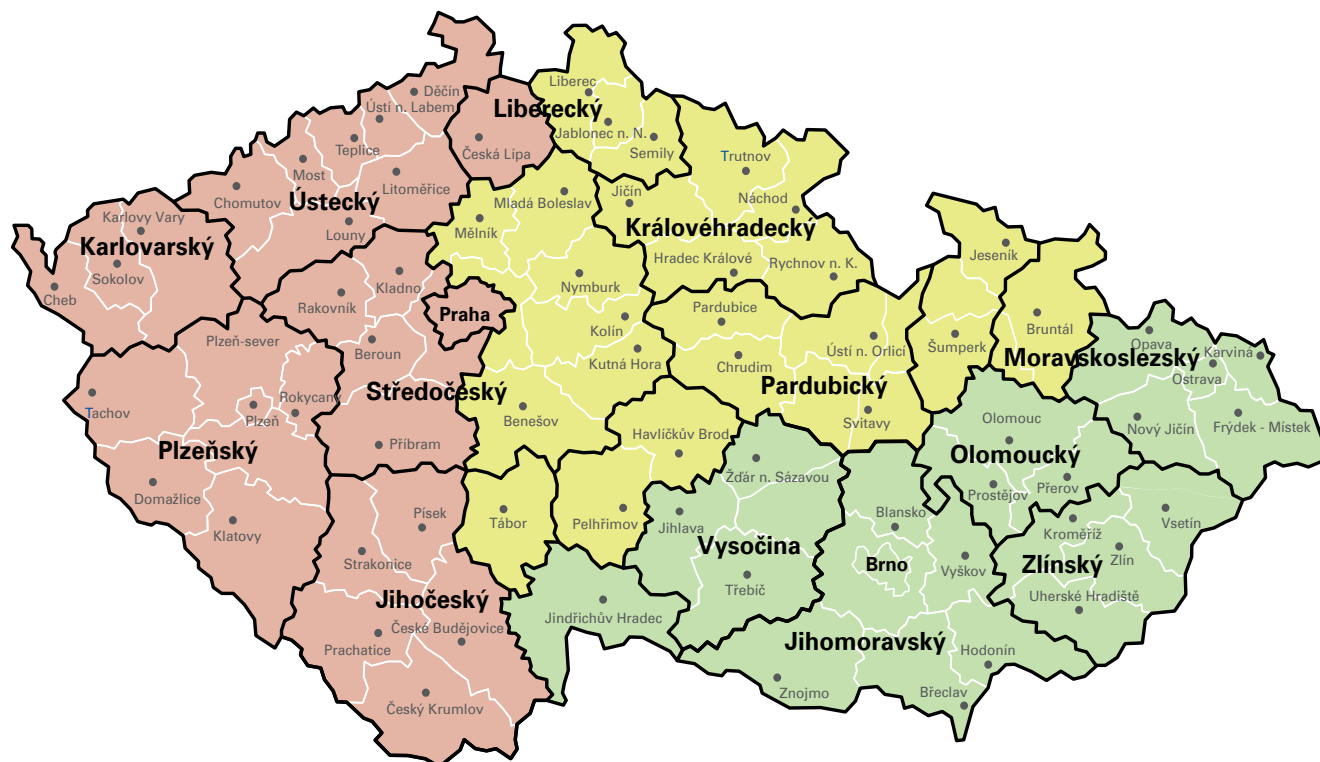 Děčín
Ústí n. Labem
Teplice
Most
Chomutov
Litoměřice
Ústecký
Louny
Karlovy Vary
Karlovarský
Sokolov
Cheb
Liberec
Liberecký
Jablonec n. N.
Česká Lípa
Semily
Trutnov
Jičín
Náchod
Královéhradecký
Hradec Králové
Rychnov n. K.
Mladá Boleslav
Mělník
Nymburk
Kladno
Rakovník
Praha
Kolín
Beroun
Kutná Hora
Středočeský
Benešov
Příbram
Plzeň-sever
Tachov
Rokycany
Plzeň
Plzeňský
Domažlice
Klatovy
Pardubice
Chrudim
Ústí n. Orlicí
Pardubický
Svitavy
Jeseník
Šumperk
Bruntál
Opava
Karviná
Moravskoslezský
Ostrava
Nový Jičín
Frýdek - Místek
Olomouc
Olomoucký
Prostějov
Přerov
Havlíčkův Brod
Žďár n. Sázavou
Pelhřimov
Jihlava
Vysočina
Třebíč
Písek
Tábor
Strakonice
Jihočeský
Jindřichův Hradec
České Budějovice
Prachatice
Český Krumlov
Blansko
Brno
Vyškov
Jihomoravský
Hodonín
Znojmo
Břeclav
Vsetín
Kroměříž
Zlín
Zlínský
Uherské Hradiště